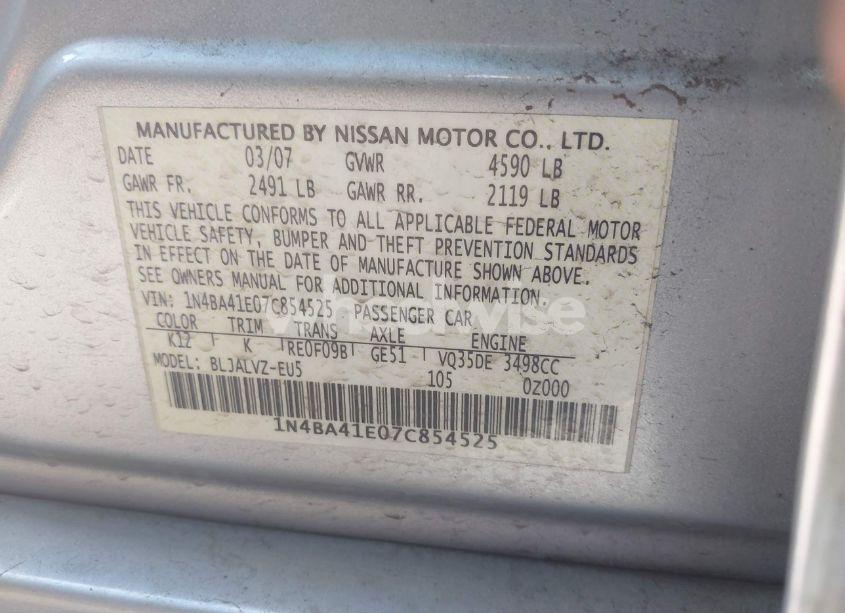 MANUFACTURED BY NISSAN MOTOR CO., LTD.
DATE 03/07 GVWR 4590 LB
GAWR FR. 2491 LB GAWR RR. 2119 LB
THIS VEHICLE CONFORMS TO ALL APPLICABLE FEDERAL MOTOR
VEHICLE SAFETY, BUMPER AND THEFT PREVENTION STANDARDS
IN EFFECT ON THE DATE OF MANUFACTURE SHOWN ABOVE.
SEE OWNERS MANUAL FOR ADDITIONAL INFORMATION.
VIN: 1N4BA41E07C854525 PASSENGER CAR
COLOR TRIM TRANS AXLE ENGINE
K12 K RE0F09B GE51 VQ35DE 3498CC
MODEL: BLJALVZ-EU5 105 0Z000
1N4BA41E07C854525